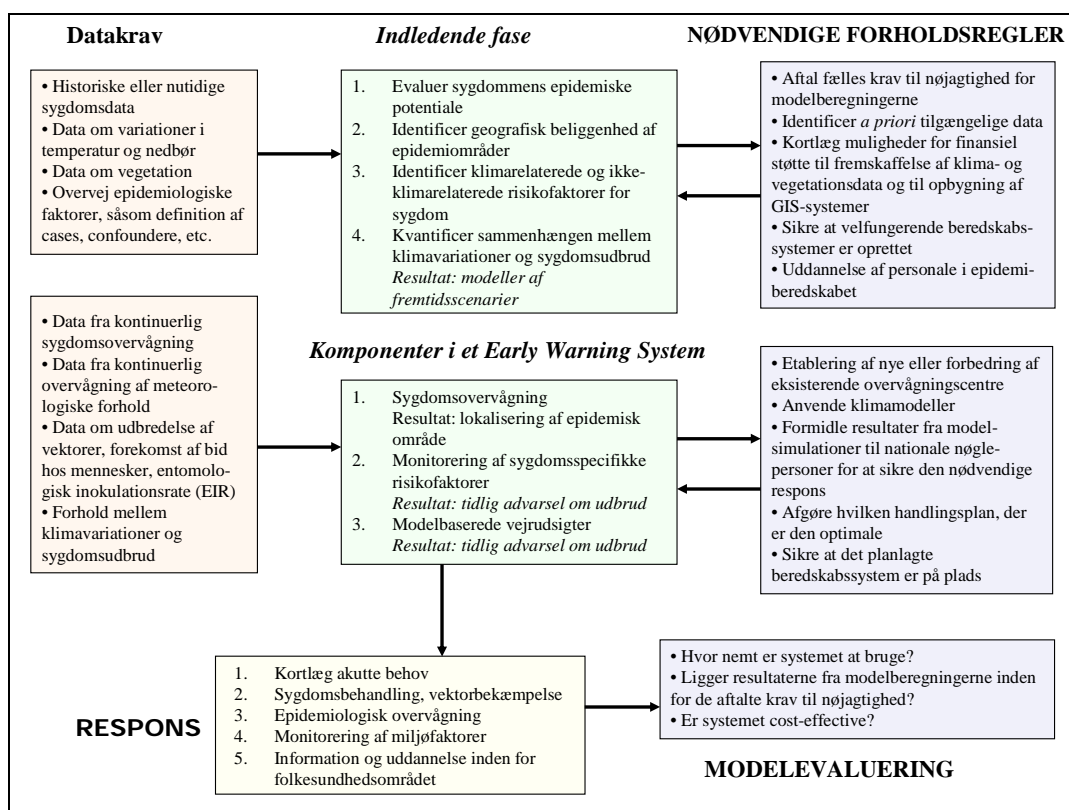 Datakrav
• Historiske eller nutidige
sygdomsdata
• Data om variationer i
temperatur og nedbør
• Data om vegetation
• Overvej epidemiologiske
faktorer, såsom definition af
cases, confoundere, etc.
Indledende fase
1. Evaluer sygdommens epidemiske
potentiale
2. Identificer geografisk beliggenhed af
epidemiområder
3. Identificer klimarelaterede og ikke-
klimarelaterede risikofaktorer for
sygdom
4. Kvantificer sammenhængen mellem
klimavariationer og sygdomsudbrud
Resultat: modeller af
fremtidsscenarier
NØDVENDIGE FORHOLDSREGLER
• Aftal fælles krav til nøjagtighed for
modelberegningerne
• Identificer a priori tilgængelige data
• Kortlæg muligheder for finansiel
støtte til fremskaffelse af klima- og
vegetationsdata og til opbygning af
GIS-systemer
• Sikre at velfungerende beredskabs-
systemer er oprettet
• Uddannelse af personale i epidemi-
beredskabet
• Data fra kontinuerlig
sygdomsovervågning
• Data fra kontinuerlig
overvågning af meteoro-
logiske forhold
• Data om udbredelse af
vektorer, forekomst af bid
hos mennesker, entomolo-
gisk inokulationsrate (EIR)
• Forhold mellem
klimavariationer og
sygdomsudbrud
Komponenter i et Early Warning System
1. Sygdomsovervågning
Resultat: lokalisering af epidemisk
område
2. Monitorering af sygdomsspecifikke
risikofaktorer
Resultat: tidlig advarsel om udbrud
3. Modelbaserede vejrudsigter
Resultat: tidlig advarsel om udbrud
• Etablering af nye eller forbedring af
eksisterende overvågningscentre
• Anvende klimamodeller
• Formidle resultater fra model-
simulationer til nationale nøgle-
personer for at sikre den nødvendige
respons
• Afgøre hvilken handlingsplan, der
er den optimale
• Sikre at det planlagte
beredskabssystem er på plads
RESPONS
1. Kortlæg akutte behov
2. Sygdomsbehandling, vektorbekæmpelse
3. Epidemiologisk overvågning
4. Monitorering af miljøfaktorer
5. Information og uddannelse inden for
folkesundhedsområdet
• Hvor nemt er systemet at bruge?
• Ligger resultaterne fra modelberegningerne inden
for de aftalte krav til nøjagtighed?
• Er systemet cost-effective?
MODELEVALUERING